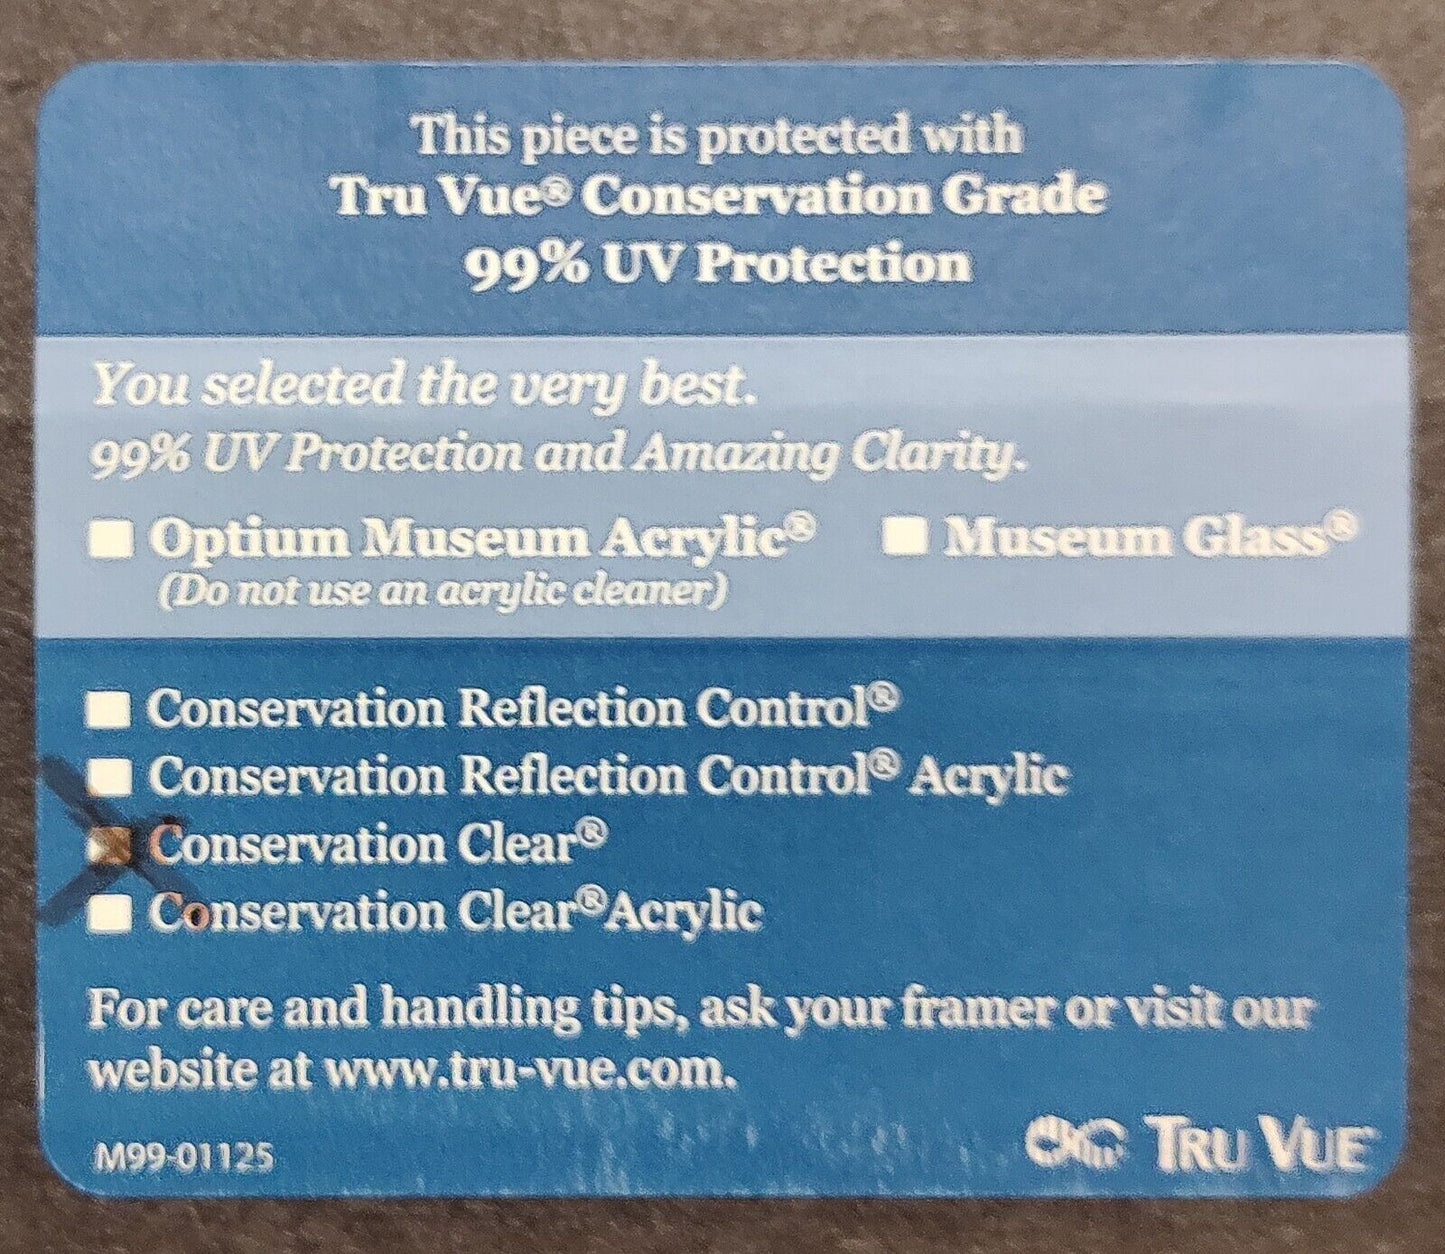 This piece is protected with
Tru Vue® Conservation Grade
99% UV Protection
You selected the very best.
99% UV Protection and Amazing Clarity.
Optium Museum Acrylic® Museum Glass®
(Do not use an acrylic cleaner)
Conservation Reflection Control®
Conservation Reflection Control® Acrylic
Conservation Clear®
Conservation Clear®Acrylic
For care and handling tips, ask your framer or visit our
website at www.tru-vue.com.
M99-01125 TRU VUE